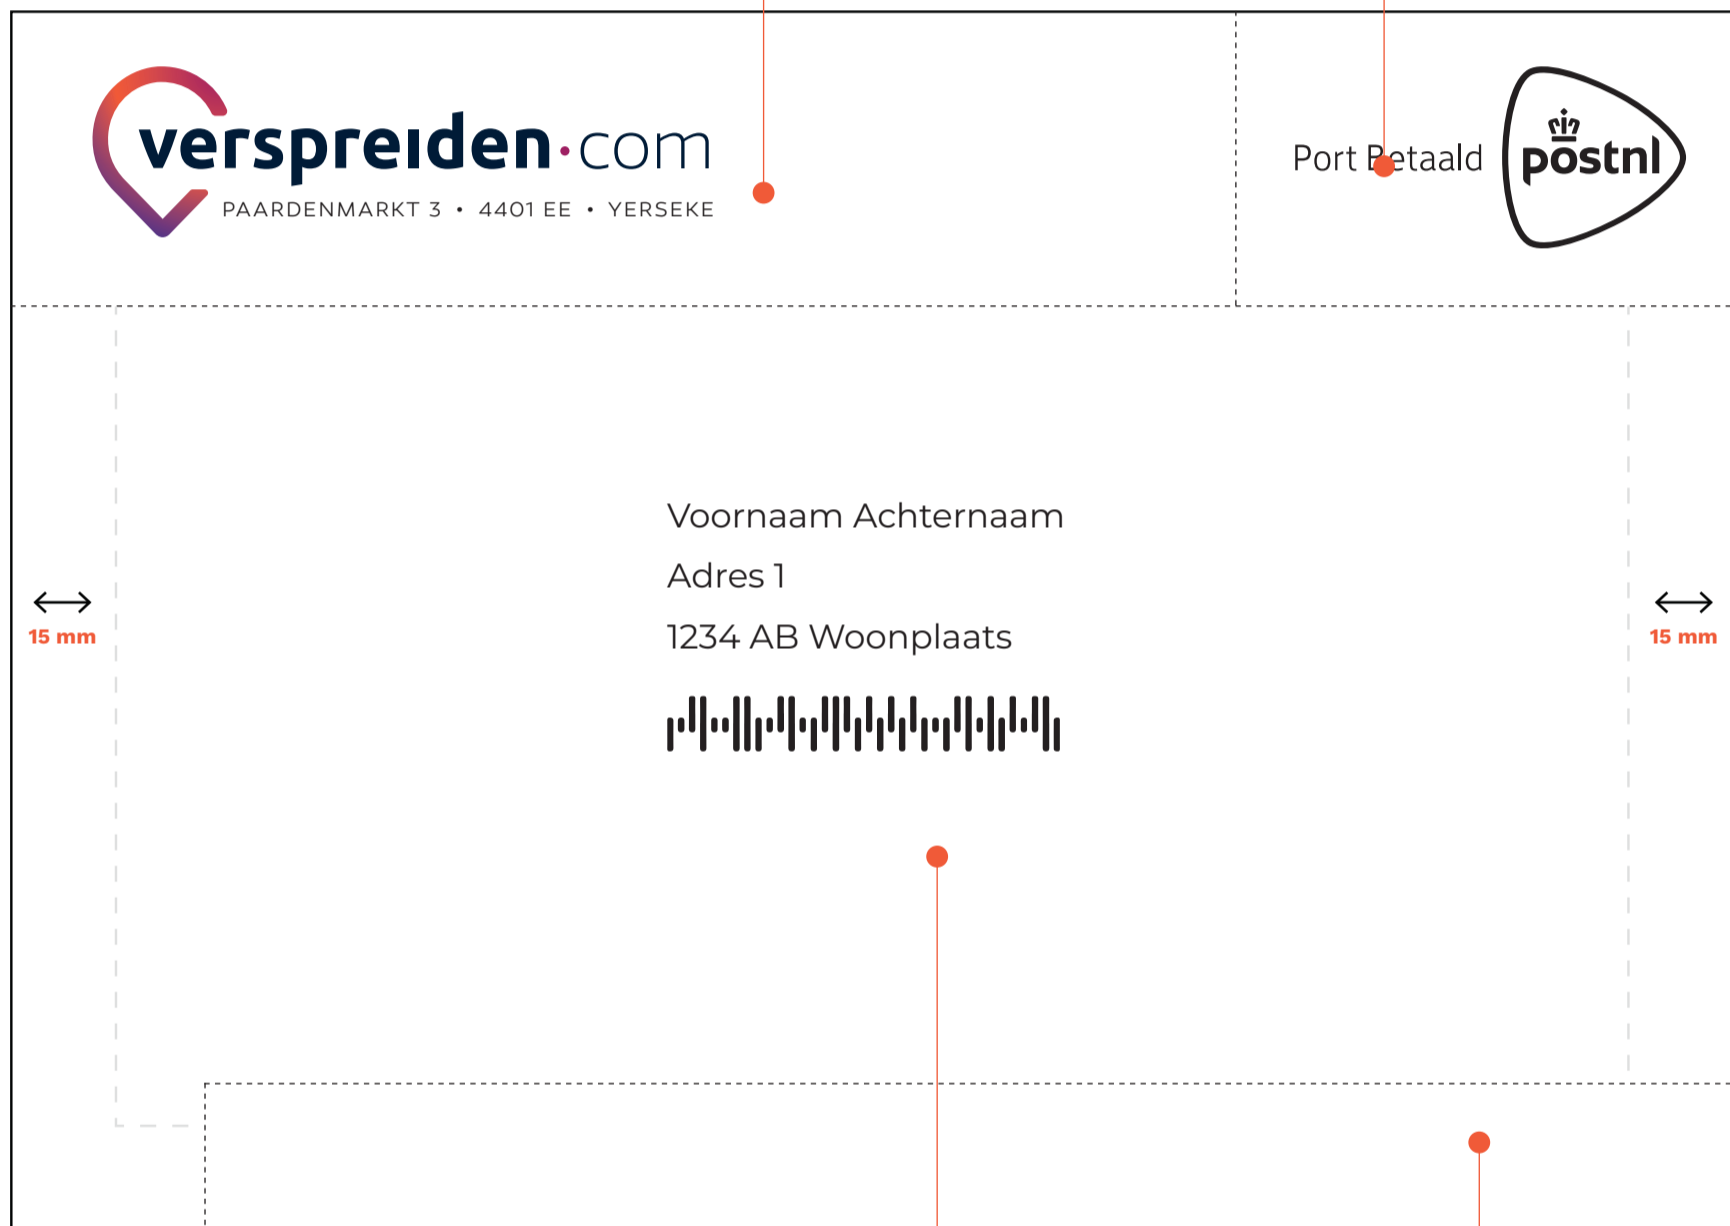 verspreiden.com
PAARDENMARKT 3 • 4401 EE • YERSEKE
Port Betaald
postnl
Voornaam Achternaam
Adres 1
1234 AB Woonplaats
15 mm
15 mm